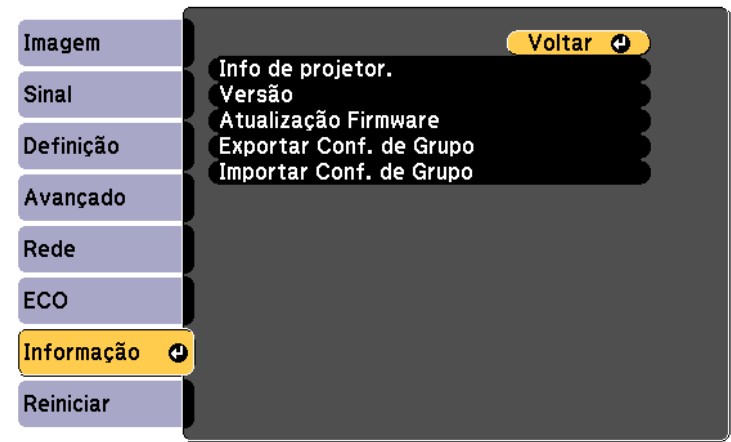 Imagem
Sinal
Definição
Avançado
Rede
ECO
Informação
Reiniciar
Voltar
Info de projetor.
Versão
Atualização Firmware
Exportar Conf. de Grupo
Importar Conf. de Grupo